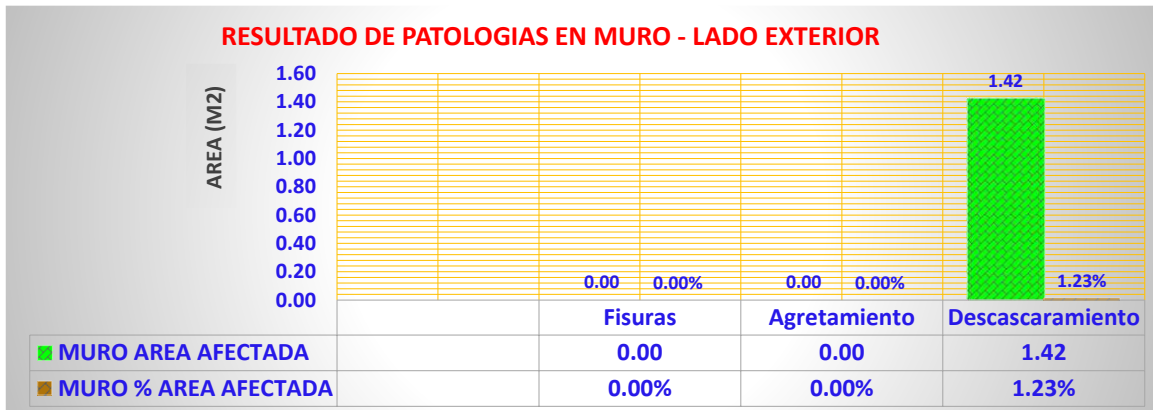 RESULTADO DE PATOLOGIAS EN MURO - LADO EXTERIOR
AREA (M2)
1.60
1.40
1.20
1.00
0.80
0.60
0.40
0.20
0.00
0.00 0.00% 0.00 0.00% 1.42 1.23%
Fisuras Agretamiento Descascaramiento
MURO AREA AFECTADA 0.00 0.00 1.42
MURO % AREA AFECTADA 0.00% 0.00% 1.23%